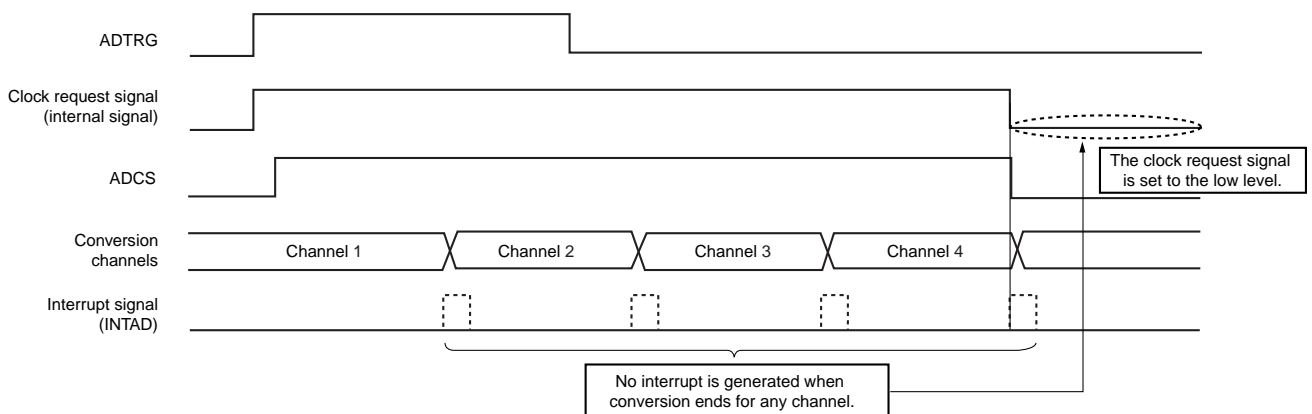 ADTRG
Clock request signal
(internal signal)
The clock request signal
is set to the low level.
ADCS
Conversion
channels
Channel 1
Channel 2
Channel 3
Channel 4
Interrupt signal
(INTAD)
No interrupt is generated when
conversion ends for any channel.